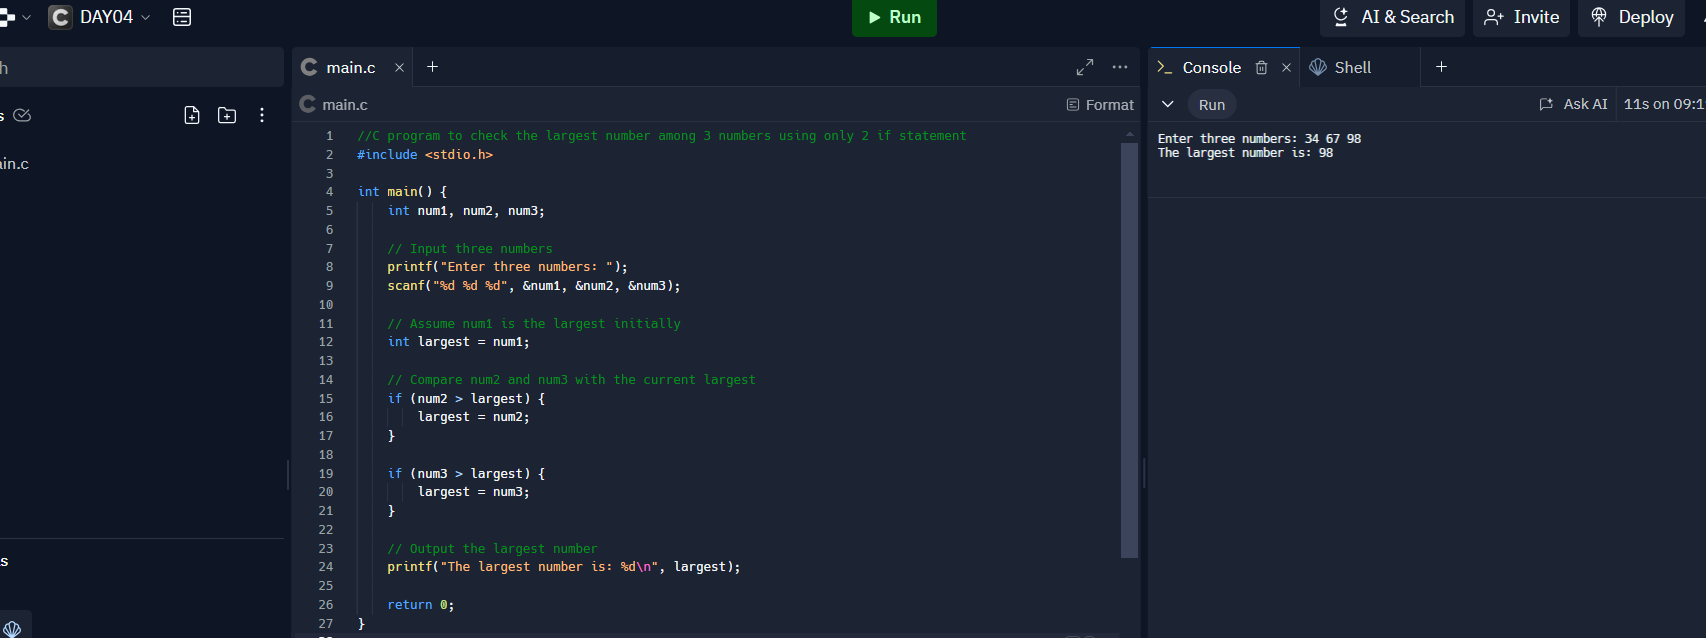 DAY04
Run
AI & Search
Invite
Deploy
h
main.c
Console
Shell
s
main.c
Format
Run
Ask AI
11s on 09:1
ain.c
1 //C program to check the largest number among 3 numbers using only 2 if statement
2 #include <stdio.h>
3
4 int main() {
5 int num1, num2, num3;
6
7 // Input three numbers
8 printf("Enter three numbers: ");
9 scanf("%d %d %d", &num1, &num2, &num3);
10
11 // Assume num1 is the largest initially
12 int largest = num1;
13
14 // Compare num2 and num3 with the current largest
15 if (num2 > largest) {
16 largest = num2;
17 }
18
19 if (num3 > largest) {
20 largest = num3;
21 }
22
23 // Output the largest number
24 printf("The largest number is: %d\n", largest);
25
26 return 0;
27 }
s
Enter three numbers: 34 67 98
The largest number is: 98